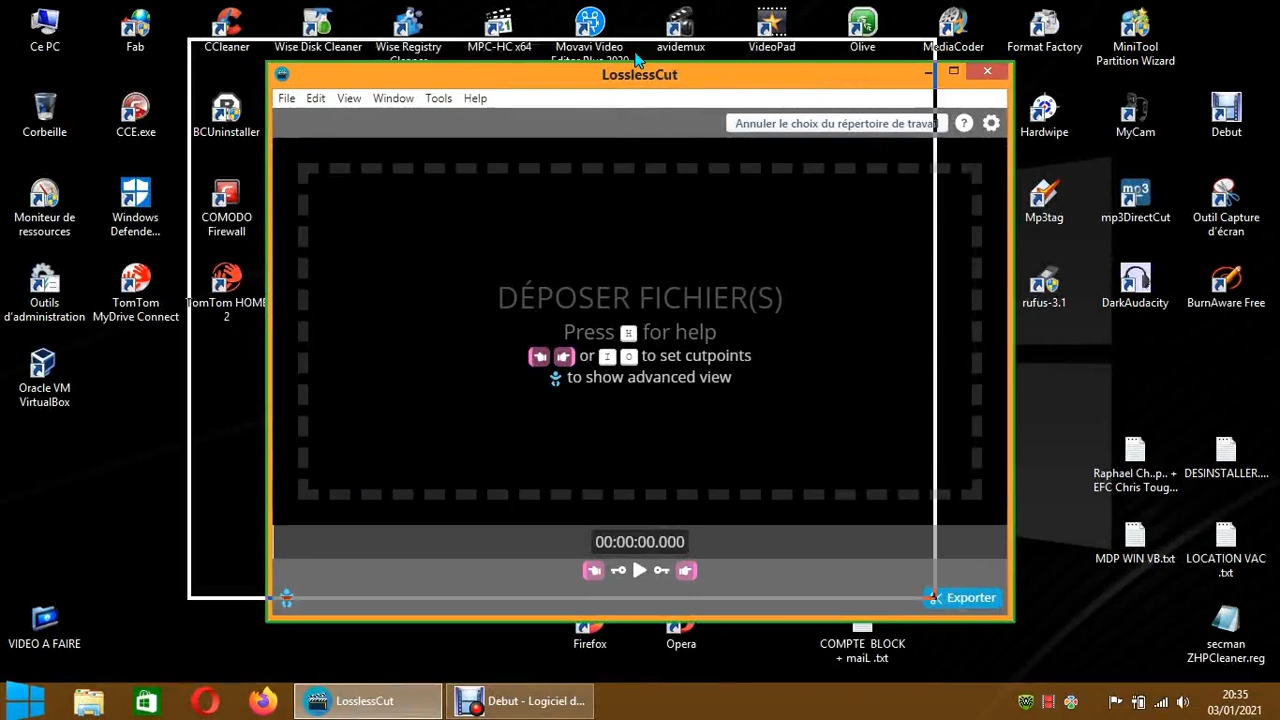 Ce PC
Fab
CCleaner
Wise Disk Cleaner
Wise Registry
Cleaner
MPC-HC x64
Movavi Video
Editor Plus 2020
avidemux
VideoPad
Olive
MediaCoder
Format Factory
MiniTool
Partition Wizard
LosslessCut
File Edit View Window Tools Help
Annuler le choix du répertoire de travai
Corbeille
CCE.exe
BCUninstaller
Hardwipe
MyCam
Debut
Moniteur de
ressources
Windows
Defende...
COMODO
Firewall
Mp3tag
mp3DirectCut
Outil Capture
d'écran
Outils
d'administration
TomTom
MyDrive Connect
TomTom HOME
2
rufus-3.1
DarkAudacity
BurnAware Free
DÉPOSER FICHIER(S)
Press H for help
or I O to set cutpoints
to show advanced view
Oracle VM
VirtualBox
Raphael Ch..p.. +
EFC Chris Toug...
DESINSTALLER....
MDP WIN VB.txt
LOCATION VAC
.txt
00:00:00.000
Exporter
VIDEO A FAIRE
Firefox
Opera
COMPTE BLOCK
+ maiL .txt
secman
ZHPCleaner.reg
LosslessCut
Debut - Logiciel d...
20:35
03/01/2021